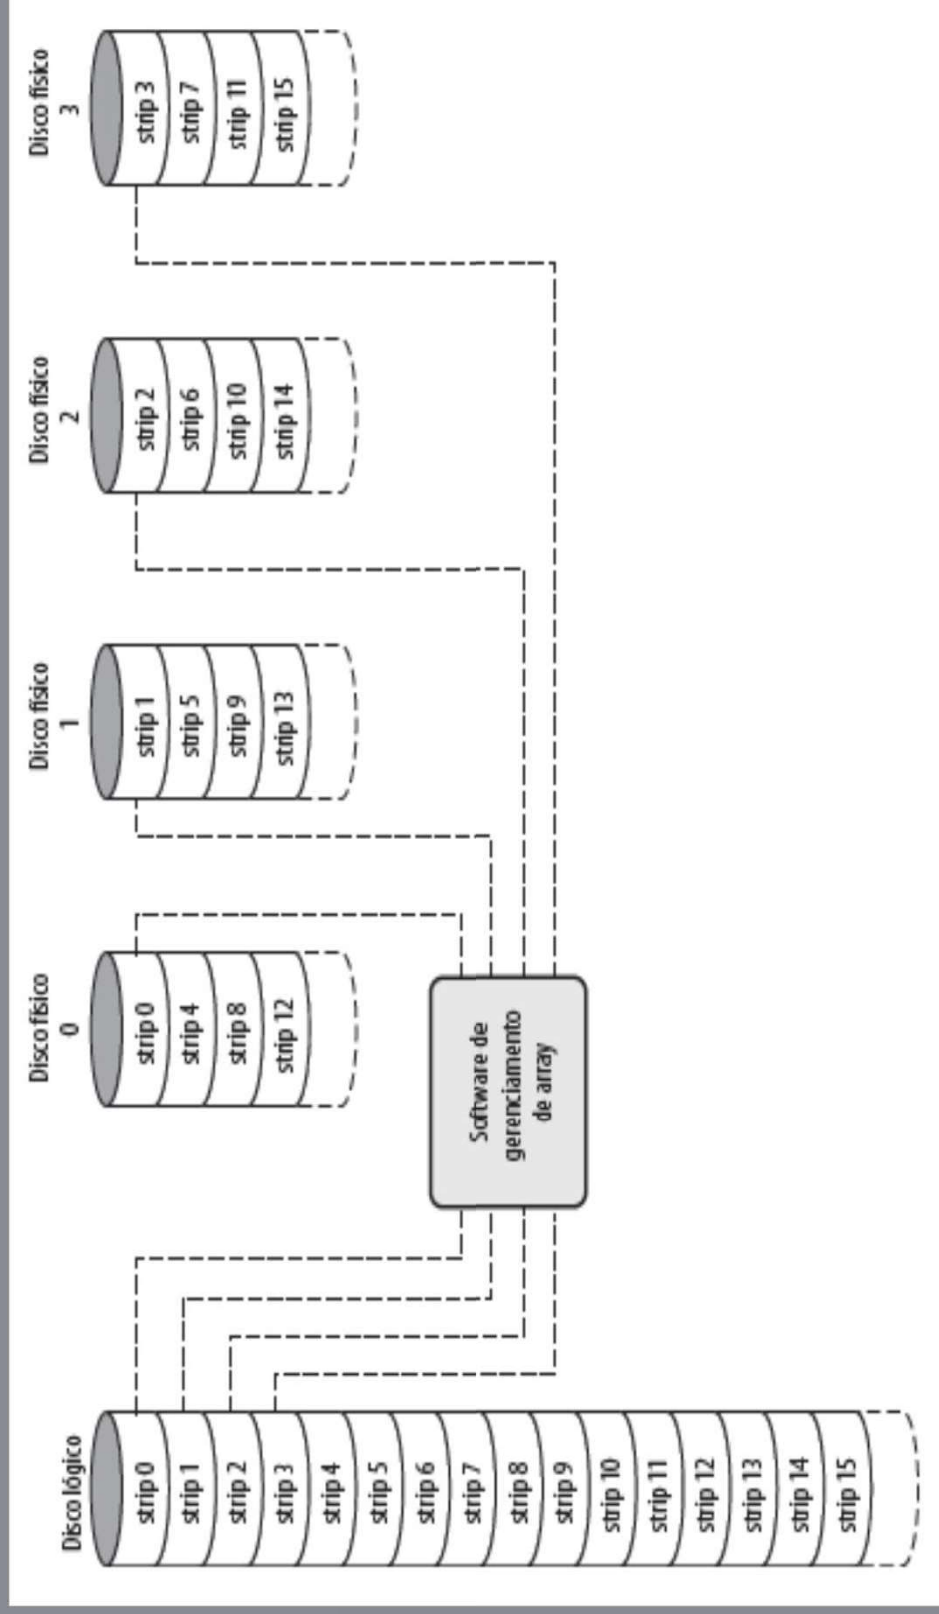 Disco lógico
strip 0
strip 1
strip 2
strip 3
strip 4
strip 5
strip 6
strip 7
strip 8
strip 9
strip 10
strip 11
strip 12
strip 13
strip 14
strip 15
Disco físico
0
strip 0
strip 4
strip 8
strip 12
Disco físico
1
strip 1
strip 5
strip 9
strip 13
Disco físico
2
strip 2
strip 6
strip 10
strip 14
Disco físico
3
strip 3
strip 7
strip 11
strip 15
Software de
gerenciamento
de array